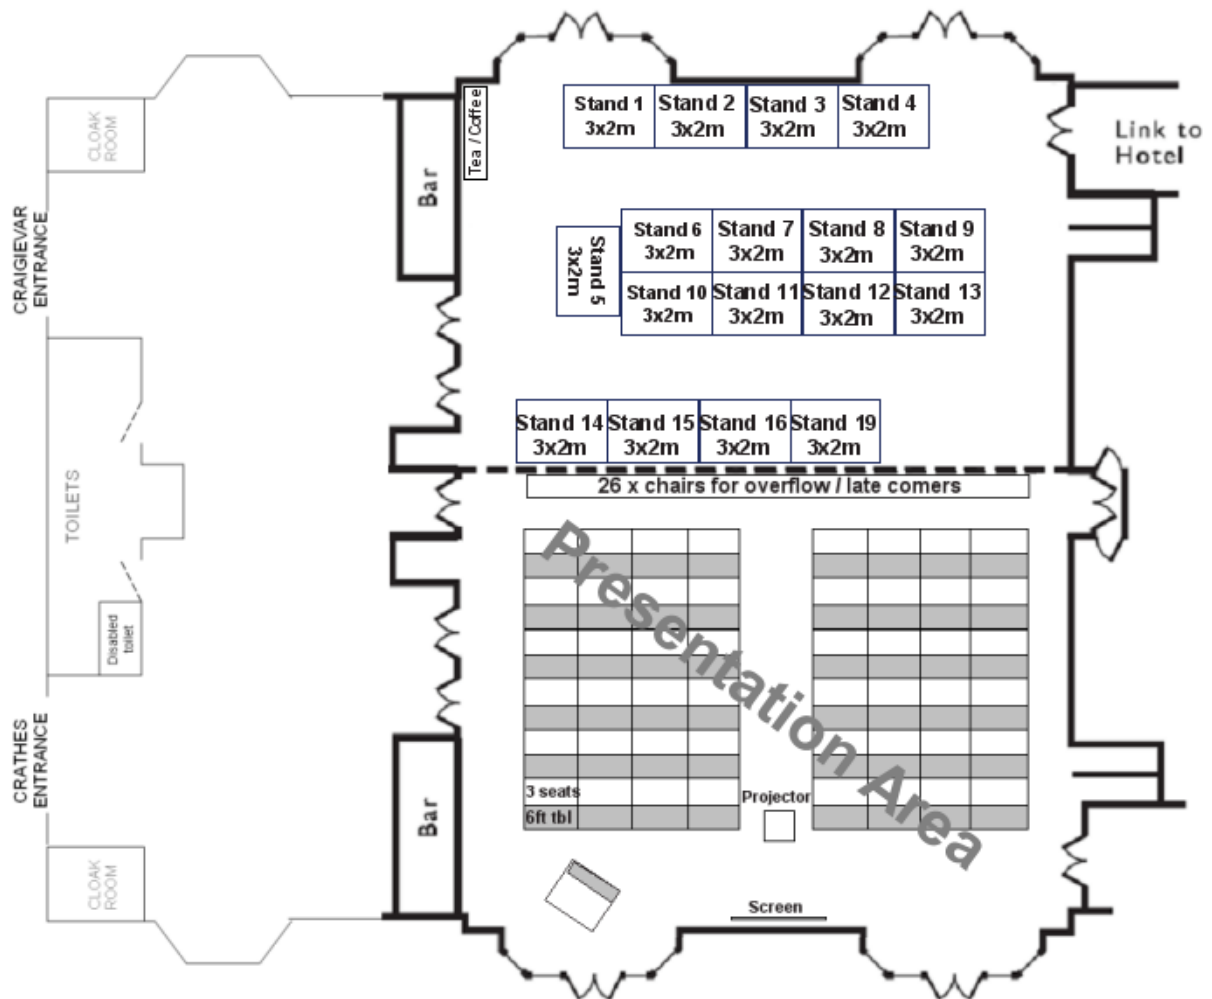 Tea / Coffee
Stand 1
3x2m
Stand 2
3x2m
Stand 3
3x2m
Stand 4
3x2m
Link to
Hotel
CLOAK
ROOM
Bar
CRAIGIEVAR
ENTRANCE
Stand 5
3x2m
Stand 6
3x2m
Stand 7
3x2m
Stand 8
3x2m
Stand 9
3x2m
Stand 10
3x2m
Stand 11
3x2m
Stand 12
3x2m
Stand 13
3x2m
Stand 14
3x2m
Stand 15
3x2m
Stand 16
3x2m
Stand 19
3x2m
26 x chairs for overflow / late comers
TOILETS
Presentation Area
Disabled
toilet
CRATHES
ENTRANCE
3 seats
6ft tbl
Projector
Bar
CLOAK
ROOM
Screen